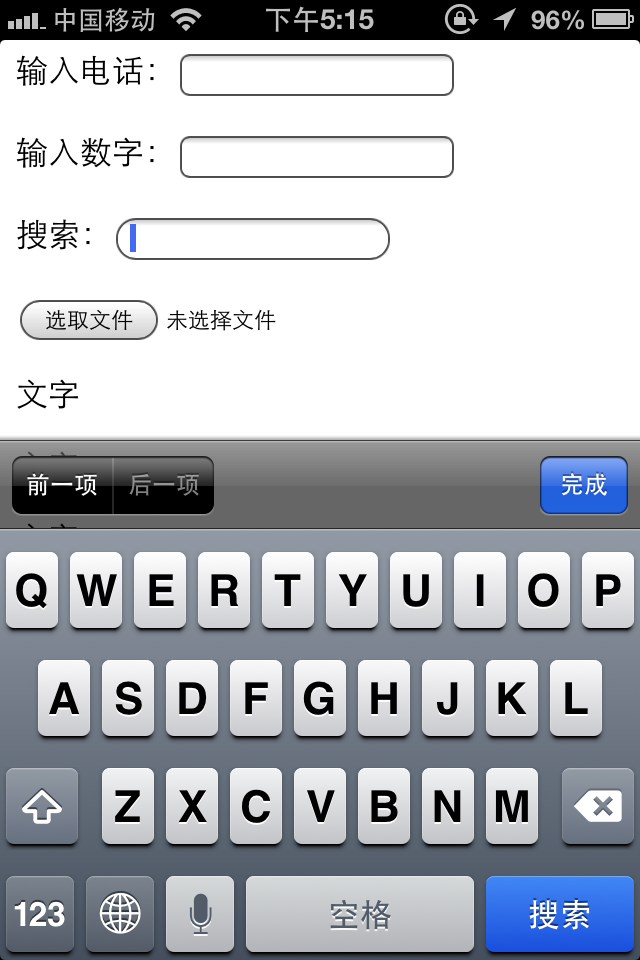 中国移动 下午5:15 96%
输入电话：
输入数字：
搜索：
选取文件 未选择文件
文字
前一项 后一项 完成
Q W E R T Y U I O P
A S D F G H J K L
Z X C V B N M
123 空格 搜索